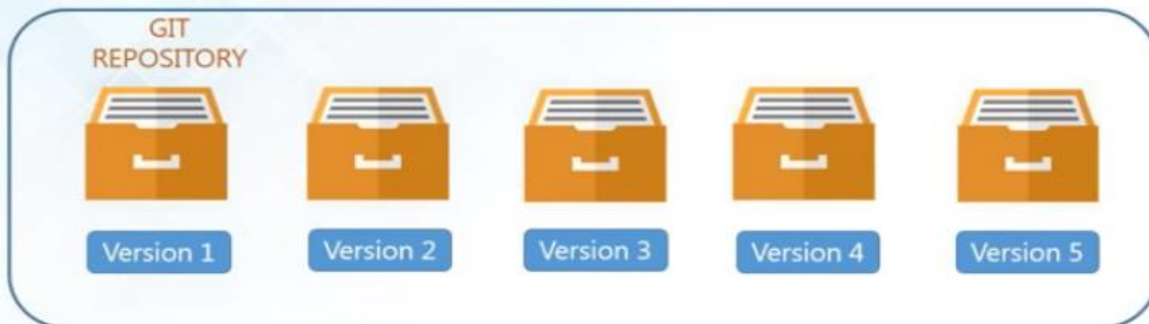 GIT
REPOSITORY
Version 1
Version 2
Version 3
Version 4
Version 5